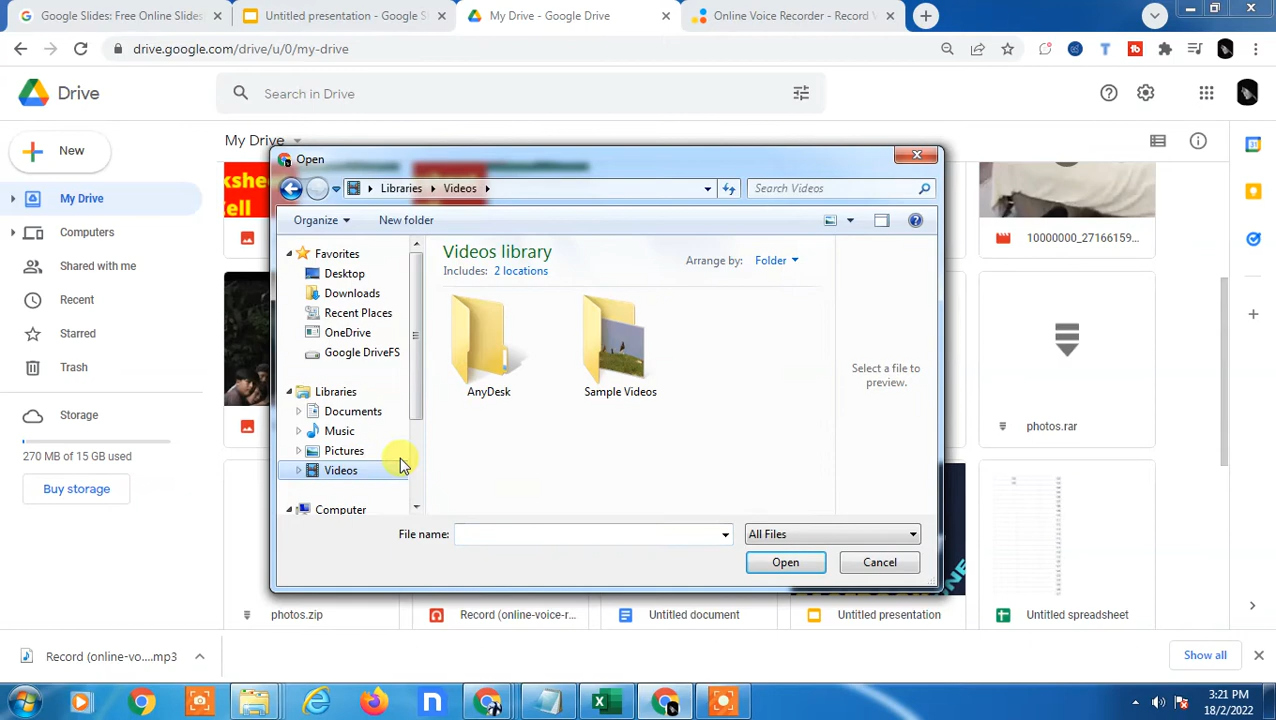 Google Slides: Free Online Slides:
Untitled presentation - Google S
My Drive - Google Drive
Online Voice Recorder - Record V
drive.google.com/drive/u/0/my-drive
Drive
Search in Drive
New
My Drive
Computers
Shared with me
Recent
Starred
Trash
Storage
270 MB of 15 GB used
Buy storage
My Drive
10000000_27166159...
photos.rar
photos.zip
Record (online-voice-r...
Untitled document
Untitled presentation
Untitled spreadsheet
Open
Libraries
Videos
Search Videos
Organize
New folder
Favorites
Desktop
Downloads
Recent Places
OneDrive
Google DriveFS
Libraries
Documents
Music
Pictures
Videos
Computer
Videos library
Includes: 2 locations
Arrange by: Folder
AnyDesk
Sample Videos
Select a file to
preview.
File name:
All Files
Open
Cancel
Record (online-vo....mp3
Show all
3:21 PM
18/2/2022